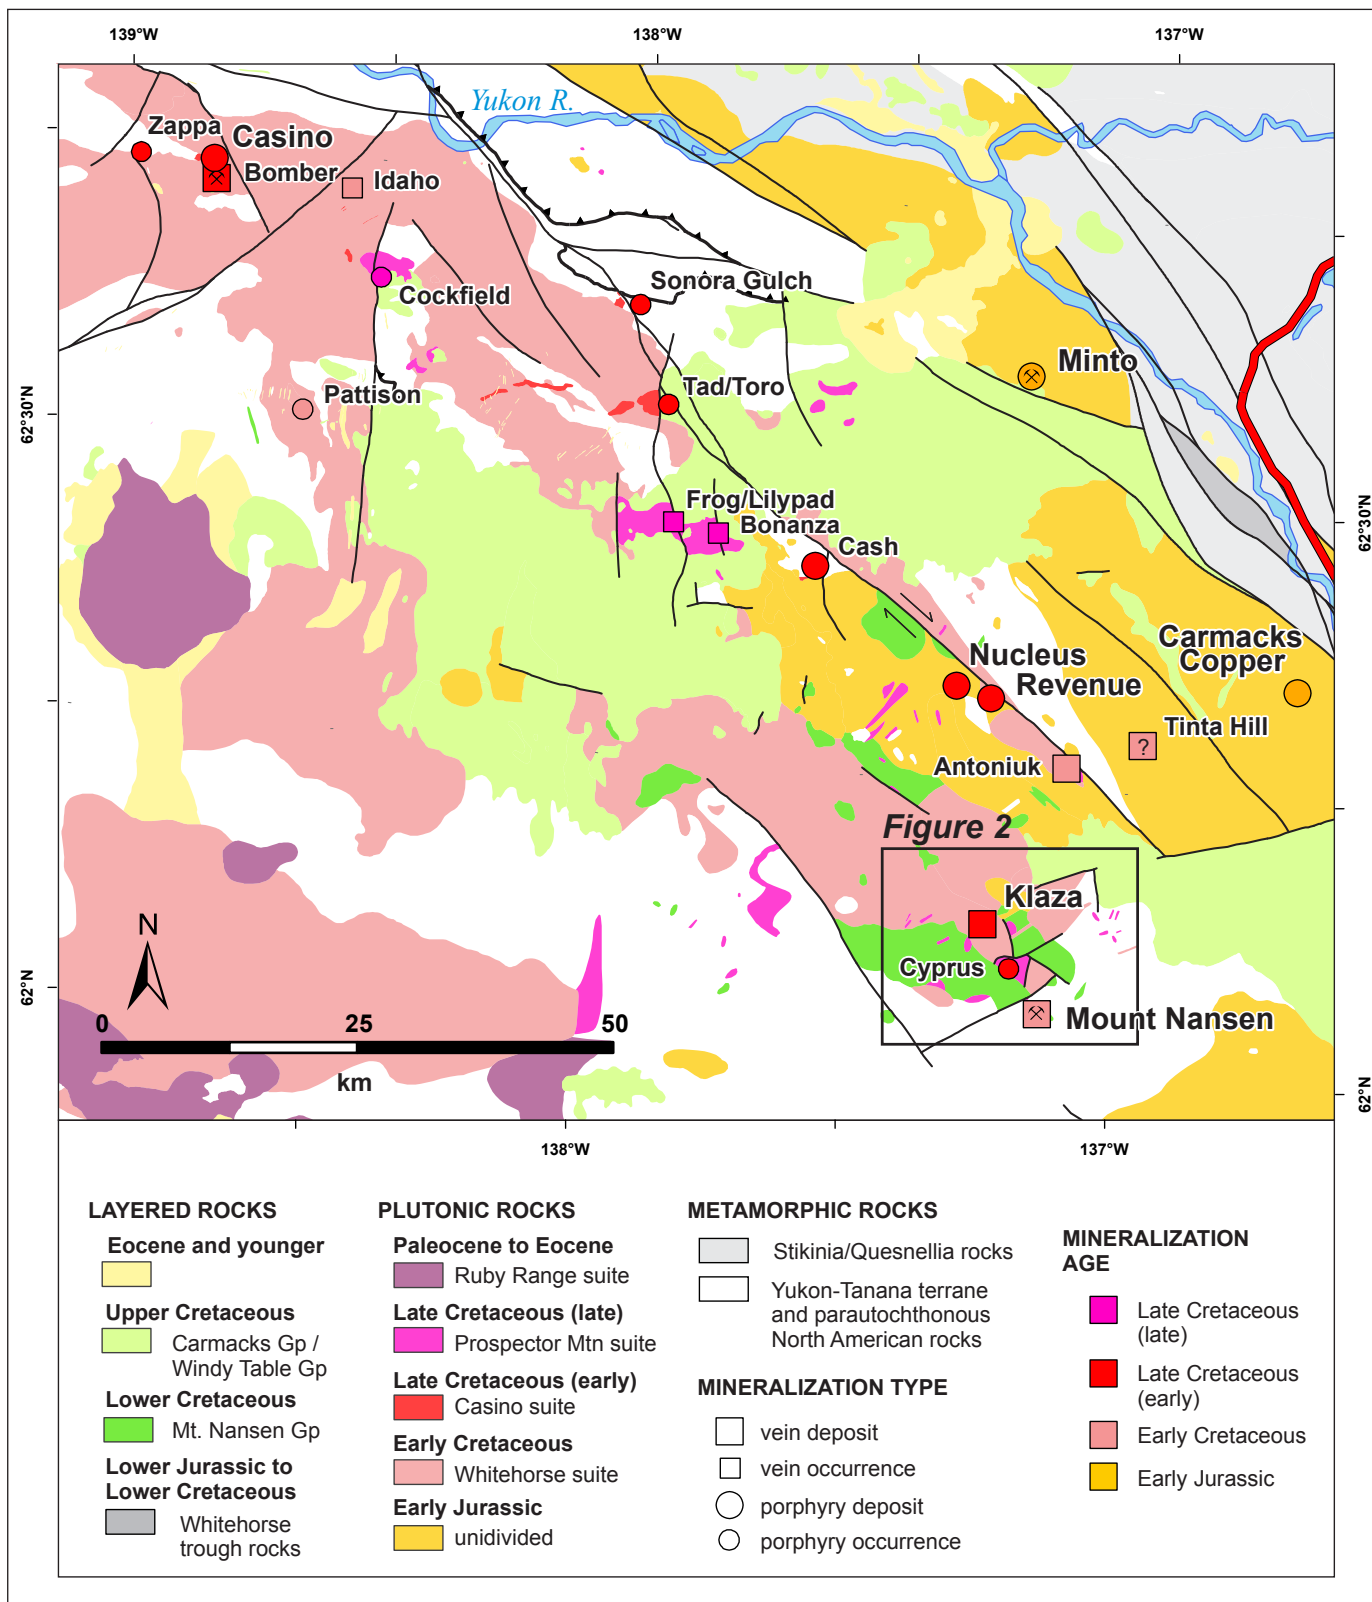 139°W
138°W
137°W
Yukon R.
Zappa
Casino
Bomber
Idaho
Cockfield
Sonora Gulch
Minto
Pattison
Tad/Toro
62°30'N
62°30'N
Frog/Lilypad
Bonanza
Cash
Nucleus
Revenue
Carmacks
Copper
Tinta Hill
?
Antoniuk
Figure 2
Klaza
Cyprus
Mount Nansen
N
62°N
62°N
0
25
50
km
138°W
137°W
LAYERED ROCKS
Eocene and younger
Upper Cretaceous
Carmacks Gp /
Windy Table Gp
Lower Cretaceous
Mt. Nansen Gp
Lower Jurassic to
Lower Cretaceous
Whitehorse
trough rocks
PLUTONIC ROCKS
Paleocene to Eocene
Ruby Range suite
Late Cretaceous (late)
Prospector Mtn suite
Late Cretaceous (early)
Casino suite
Early Cretaceous
Whitehorse suite
Early Jurassic
unidivided
METAMORPHIC ROCKS
Stikinia/Quesnellia rocks
Yukon-Tanana terrane
and parautochthonous
North American rocks
MINERALIZATION TYPE
vein deposit
vein occurrence
porphyry deposit
porphyry occurrence
MINERALIZATION
AGE
Late Cretaceous
(late)
Late Cretaceous
(early)
Early Cretaceous
Early Jurassic